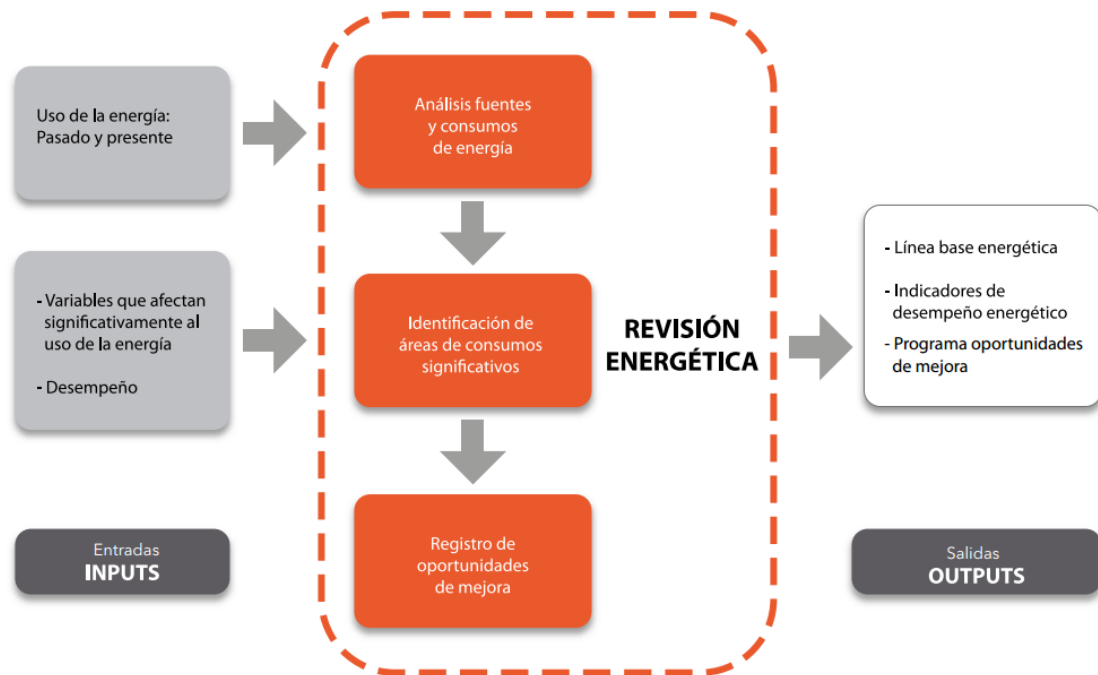 Uso de la energía:
Pasado y presente
- Variables que afectan
significativamente al
uso de la energía
- Desempeño
Entradas
INPUTS
Análisis fuentes
y consumos
de energía
Identificación de
áreas de consumos
significativos
Registro de
oportunidades
de mejora
REVISIÓN
ENERGÉTICA
- Línea base energética
- Indicadores de
desempeño energético
- Programa oportunidades
de mejora
Salidas
OUTPUTS